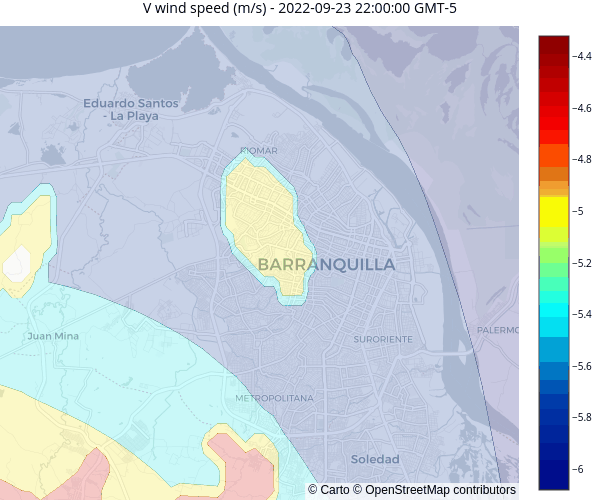 V wind speed (m/s) - 2022-09-23 22:00:00 GMT-5
Eduardo Santos
- La Playa
RIOMAR
BARRANQUILLA
Juan Mina
SURORIENTE
PALERMO
METROPOLITANA
Soledad
© Carto © OpenStreetMap contributors
−4.4
−4.6
−4.8
−5
−5.2
−5.4
−5.6
−5.8
−6